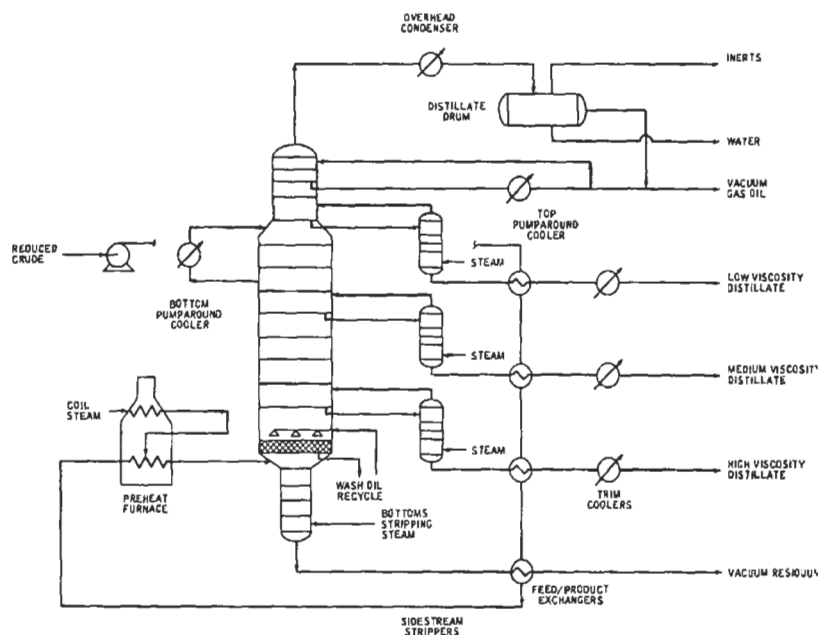 OVERHEAD
CONDENSER
INERTS
DISTILLATE
DRUM
WATER
VACUUM
GAS OIL
TOP
PUMPAROUND
COOLER
REDUCED
CRUDE
STEAM
BOTTOM
PUMPAROUND
COOLER
LOW VISCOSITY
DISTILLATE
STEAM
MEDIUM VISCOSITY
DISTILLATE
COIL
STEAM
STEAM
HIGH VISCOSITY
DISTILLATE
WASH OIL
RECYCLE
TRIM
COOLERS
PREHEAT
FURNACE
BOTTOMS
STRIPPING
STEAM
VACUUM RESIDUUM
FEED/PRODUCT
EXCHANGERS
SIDESTREAM
STRIPPERS